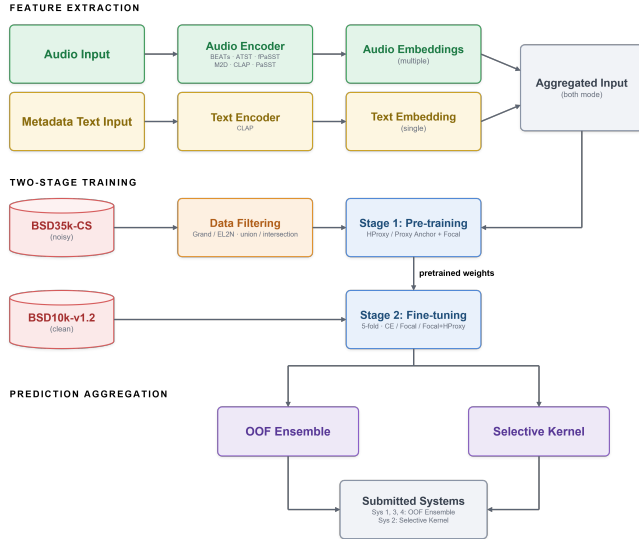 FEATURE EXTRACTION
Audio Input
Audio Encoder
BEATs · ATST · fPaSST
M2D · CLAP · PaSST
Audio Embeddings
(multiple)
Aggregated Input
(both mode)
Metadata Text Input
Text Encoder
CLAP
Text Embedding
(single)
TWO-STAGE TRAINING
BSD35k-CS
(noisy)
Data Filtering
Grand / EL2N · union / intersection
Stage 1: Pre-training
HProxy / Proxy Anchor + Focal
pretrained weights
BSD10k-v1.2
(clean)
Stage 2: Fine-tuning
5-fold · CE / Focal / Focal+HProxy
PREDICTION AGGREGATION
OOF Ensemble
Selective Kernel
Submitted Systems
Sys 1, 3, 4: OOF Ensemble
Sys 2: Selective Kernel